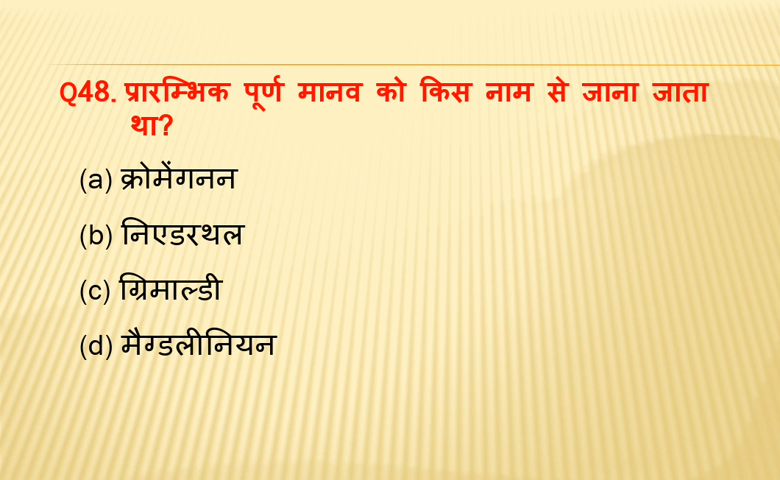 Q48. प्रारम्भिक पूर्ण मानव को किस नाम से जाना जाता
था?
(a) क्रोमेंगनन
(b) निएडरथल
(c) ग्रिमाल्डी
(d) मैग्डलीनियन